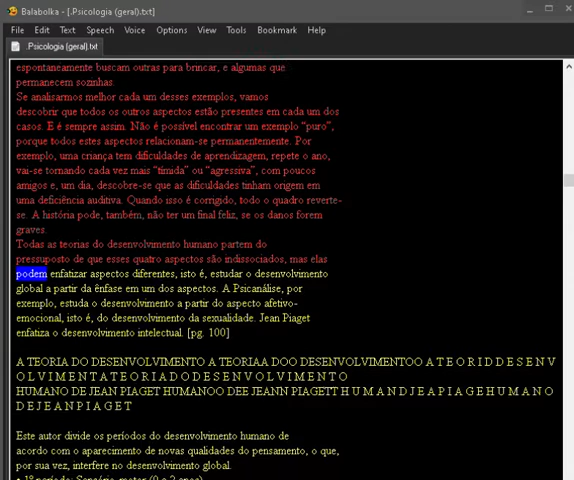 Balabolka - [.Psicologia (geral).txt]
File Edit Text Speech Voice Options View Tools Bookmark Help
.Psicologia (geral).txt
espontaneamente buscam outras para brincar, e algumas que
permanecem sozinhas.
Se analisarmos melhor cada um desses exemplos, vamos
descobrir que todos os outros aspectos estão presentes em cada um dos
casos. E é sempre assim. Não é possível encontrar um exemplo “puro”,
porque todos estes aspectos relacionam-se permanentemente. Por
exemplo, uma criança tem dificuldades de aprendizagem, repete o ano,
vai-se tornando cada vez mais “tímida” ou “agressiva”, com poucos
amigos e, um dia, descobre-se que as dificuldades tinham origem em
uma deficiência auditiva. Quando isso é corrigido, todo o quadro reverte-
se. A história pode, também, não ter um final feliz, se os danos forem
graves.
Todas as teorias do desenvolvimento humano partem do
pressuposto de que esses quatro aspectos são indissociados, mas elas
podem enfatizar aspectos diferentes, isto é, estudar o desenvolvimento
global a partir da ênfase em um dos aspectos. A Psicanálise, por
exemplo, estuda o desenvolvimento a partir do aspecto afetivo-
emocional, isto é, do desenvolvimento da sexualidade. Jean Piaget
enfatiza o desenvolvimento intelectual. [pg. 100]
A TEORIA DO DESENVOLVIMENTO A TEORIAA DOO DESENVOLVIMENTOO A T E O R I D D E S E N V
O L V I M E N T A T E O R I A D O D E S E N V O L V I M E N T O
HUMANO DE JEAN PIAGET HUMANOO DEE JEANN PIAGETT H U M A N D J E A P I A G E H U M A N O
D E J E A N P I A G E T
Este autor divide os períodos do desenvolvimento humano de
acordo com o aparecimento de novas qualidades do pensamento, o que,
por sua vez, interfere no desenvolvimento global.
• 1º período: Sensório-motor (0 a 2 anos)